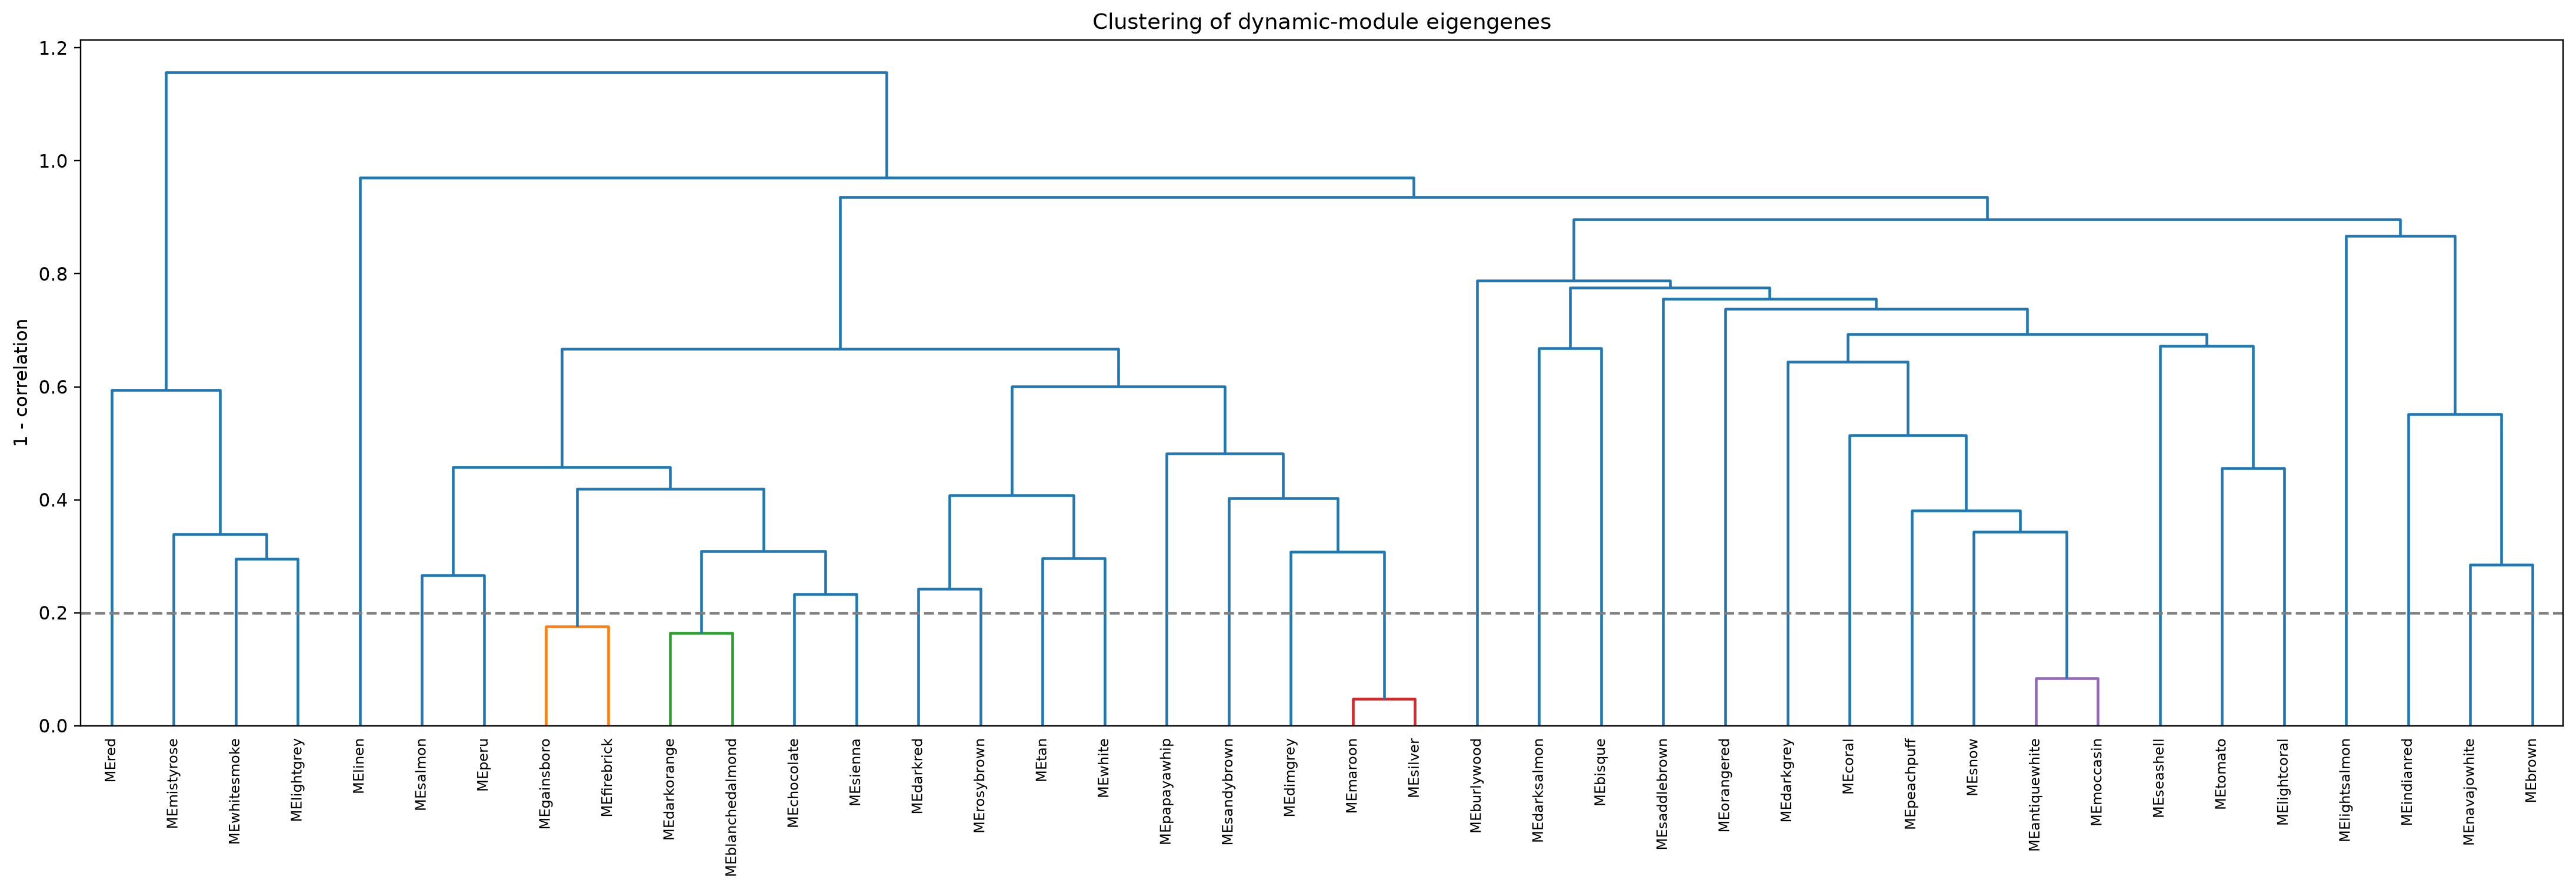 Clustering of dynamic-module eigengenes
1 - correlation
1.2
1.0
0.8
0.6
0.4
0.2
0.0
MEred
MEmistyrose
MEwhitesmoke
MElightgrey
MElinen
MEsalmon
MEperu
MEgainsboro
MEfirebrick
MEdarkorange
MEblanchedalmond
MEchocolate
MEsienna
MEdarkred
MErosybrown
MEtan
MEwhite
MEpapayawhip
MEsandybrown
MEdimgrey
MEmaroon
MEsilver
MEburlywood
MEdarksalmon
MEbisque
MEsaddlebrown
MEorangered
MEdarkgrey
MEcoral
MEpeachpuff
MEsnow
MEantiquewhite
MEmoccasin
MEseashell
MEtomato
MElightcoral
MElightsalmon
MEindianred
MEnavajowhite
MEbrown